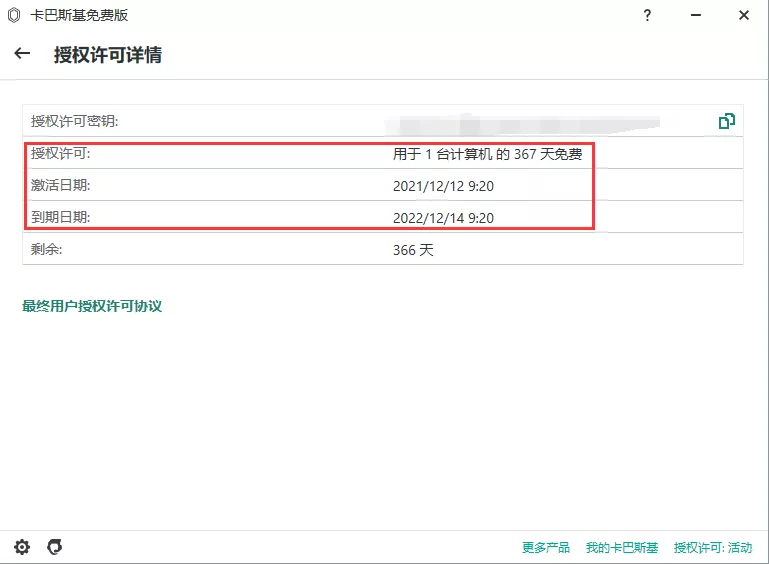 卡巴斯基免费版
?
授权许可详情
授权许可密钥:
授权许可: 用于 1 台计算机 的 367 天免费
激活日期: 2021/12/12 9:20
到期日期: 2022/12/14 9:20
剩余: 366 天
最终用户授权许可协议
更多产品 我的卡巴斯基 授权许可: 活动